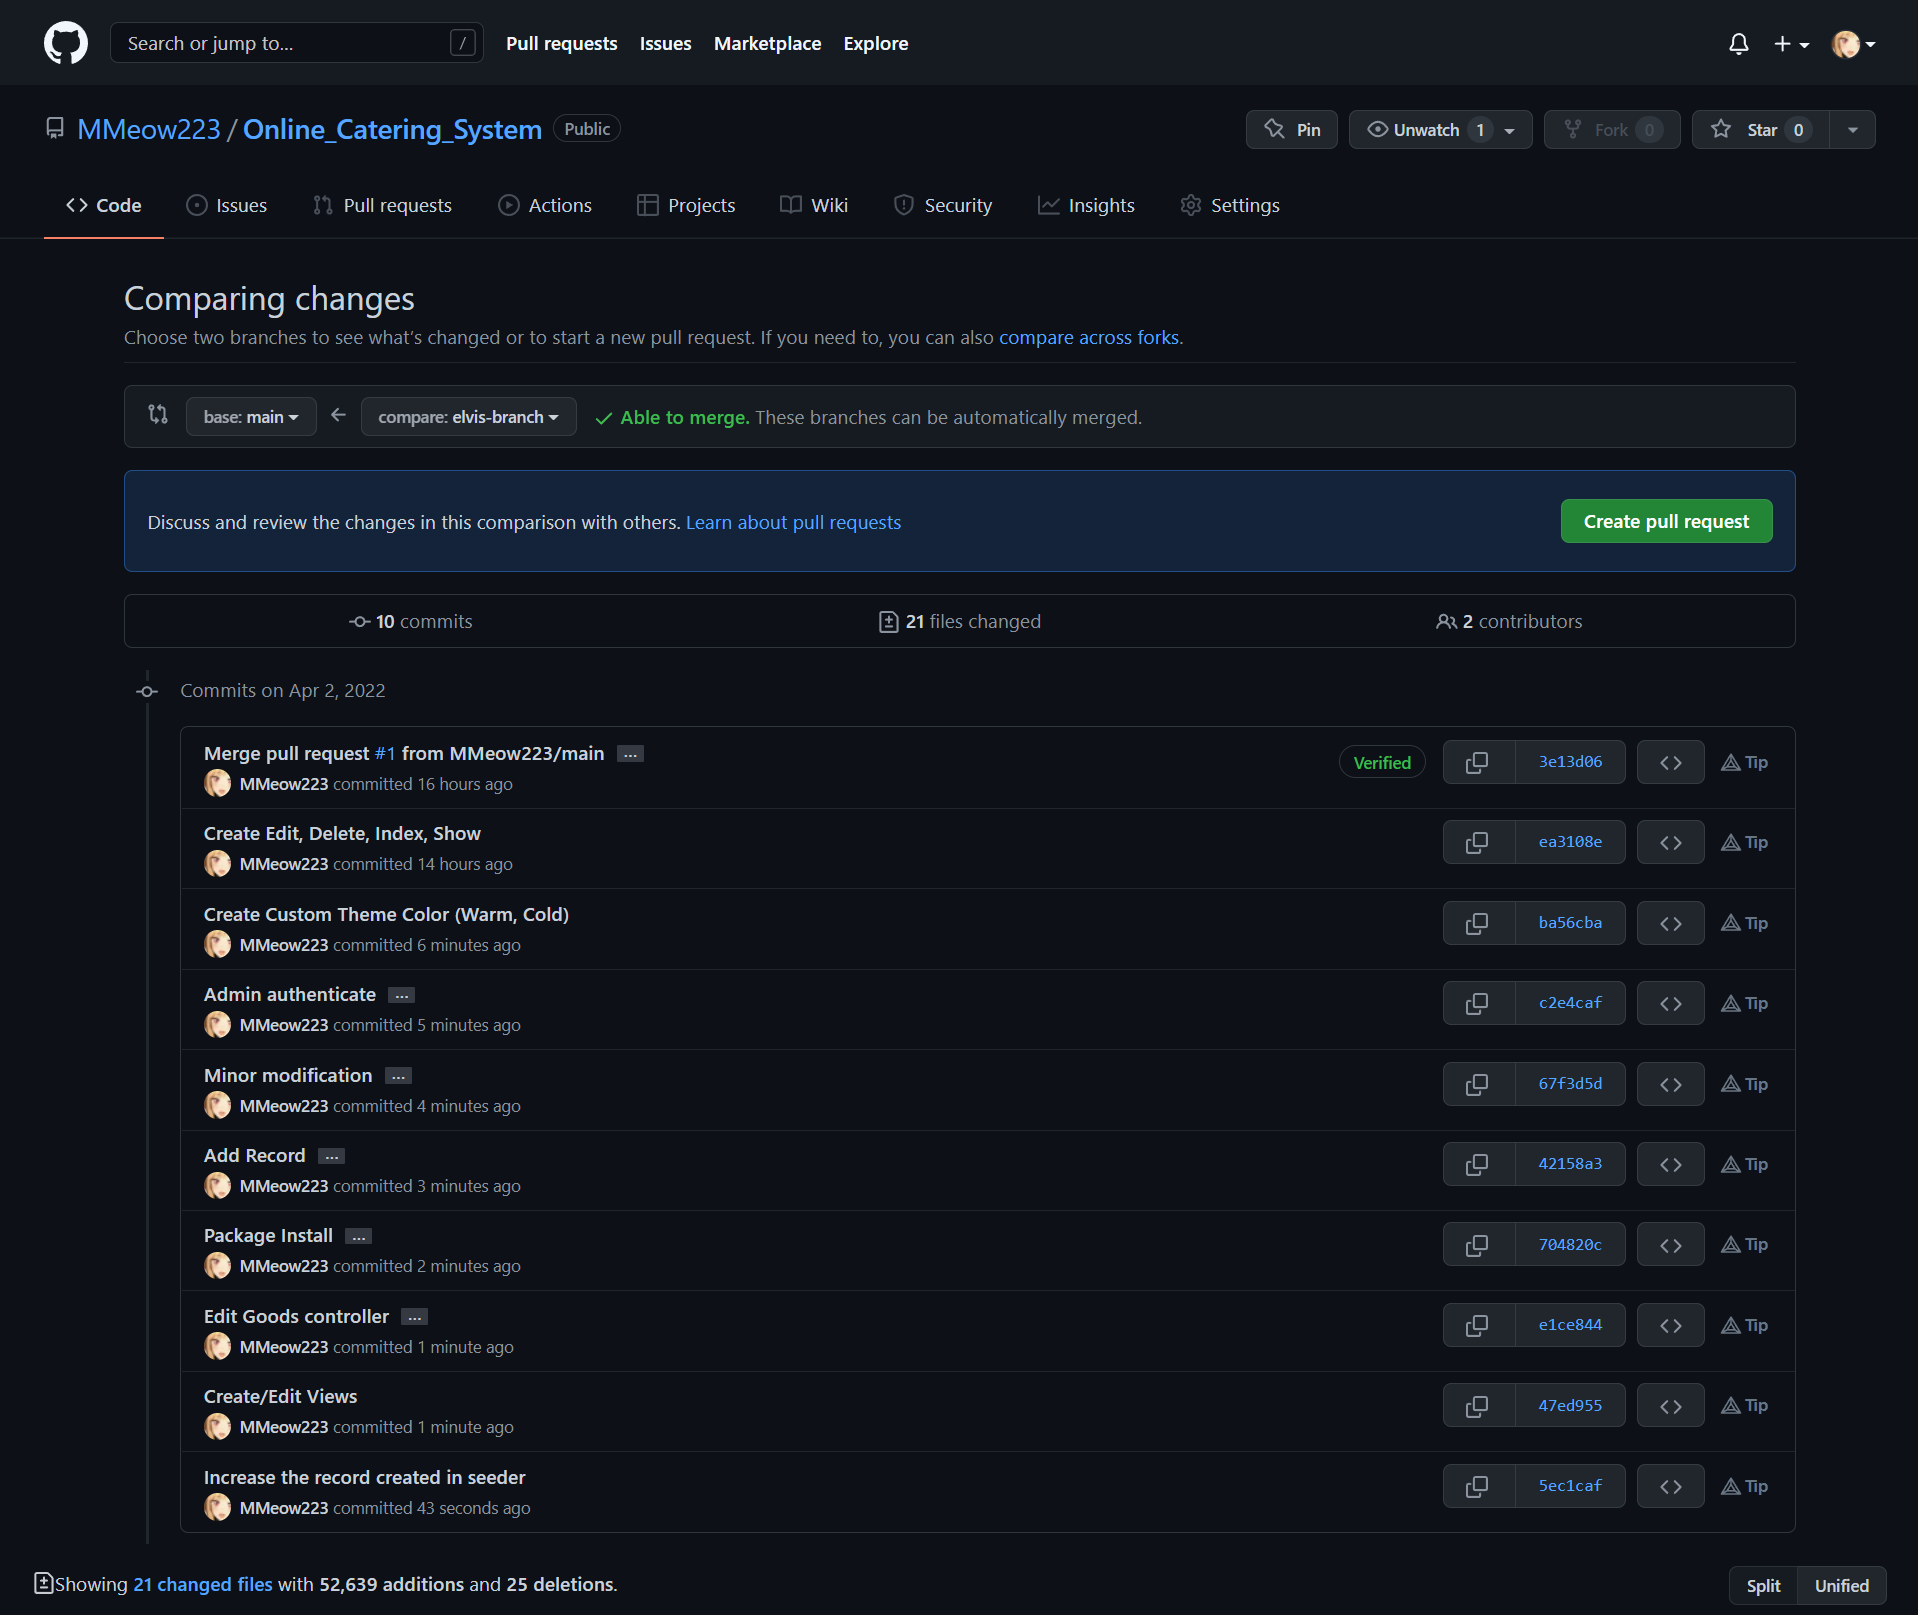 Search or jump to... / Pull requests Issues Marketplace Explore
MMeow223 / Online_Catering_System Public Pin Unwatch 1 Fork 0 Star 0
Code Issues Pull requests Actions Projects Wiki Security Insights Settings
Comparing changes
Choose two branches to see what's changed or to start a new pull request. If you need to, you can also compare across forks.
base: main ← compare: elvis-branch ✓ Able to merge. These branches can be automatically merged.
Discuss and review the changes in this comparison with others. Learn about pull requests Create pull request
10 commits 21 files changed 2 contributors
Commits on Apr 2, 2022
Merge pull request #1 from MMeow223/main ...
MMeow223 committed 16 hours ago
Verified 3e13d06 <> Tip
Create Edit, Delete, Index, Show
MMeow223 committed 14 hours ago
ea3108e <> Tip
Create Custom Theme Color (Warm, Cold)
MMeow223 committed 6 minutes ago
ba56cba <> Tip
Admin authenticate ...
MMeow223 committed 5 minutes ago
c2e4caf <> Tip
Minor modification ...
MMeow223 committed 4 minutes ago
67f3d5d <> Tip
Add Record ...
MMeow223 committed 3 minutes ago
42158a3 <> Tip
Package Install ...
MMeow223 committed 2 minutes ago
704820c <> Tip
Edit Goods controller ...
MMeow223 committed 1 minute ago
e1ce844 <> Tip
Create/Edit Views
MMeow223 committed 1 minute ago
47ed955 <> Tip
Increase the record created in seeder
MMeow223 committed 43 seconds ago
5ec1caf <> Tip
Showing 21 changed files with 52,639 additions and 25 deletions. Split Unified